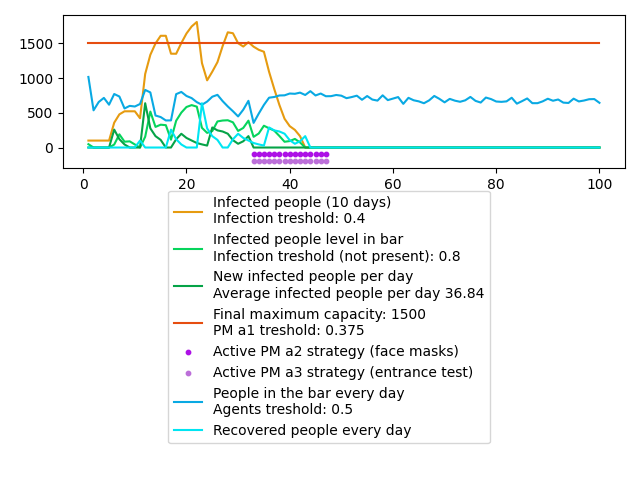 1500
1000
500
0
0 20 40 60 80 100
Infected people (10 days)
Infection treshold: 0.4
Infected people level in bar
Infection treshold (not present): 0.8
New infected people per day
Average infected people per day 36.84
Final maximum capacity: 1500
PM a1 treshold: 0.375
Active PM a2 strategy (face masks)
Active PM a3 strategy (entrance test)
People in the bar every day
Agents treshold: 0.5
Recovered people every day